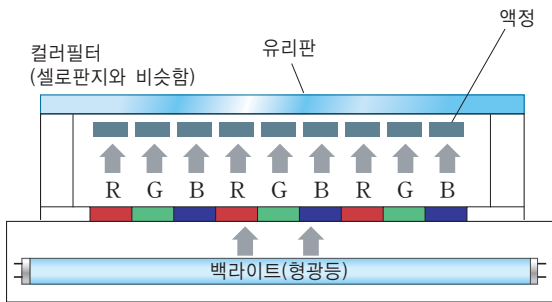 액정
유리판
컬러필터
(셀로판지와 비슷함)
R G B R G B R G B
백라이트(형광등)